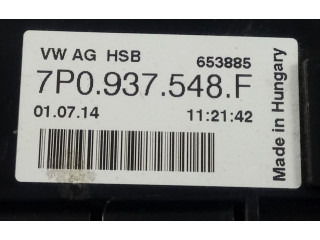 VW AG HSB 653885
7P0.937.548.F
01.07.14 11:21:42
Made in Hungary